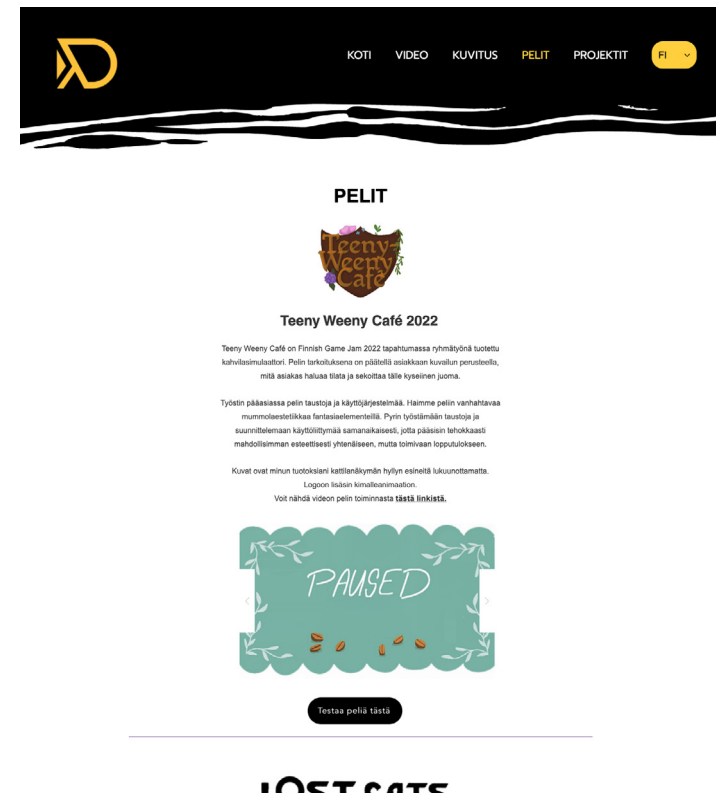 KOTI VIDEO KUVITUS PELIT PROJEKTIT FI
PELIT
Teeny-
Weeny
Café
Teeny Weeny Café 2022
Teeny Weeny Café on Finnish Game Jam 2022 tapahtumassa ryhmätyönä tuotettu
kahvilasimulaattori. Pelin tarkoituksena on päätellä asiakkaan kuvailun perusteella,
mitä asiakas haluaa tilata ja sekoittaa tälle kyseiinen juoma.
Työstin pääasiassa pelin taustoja ja käyttöjärjestelmää. Haimme peliin vanhahtavaa
mummolaestetiikkaa fantasiaelementeillä. Pyrin työstämään taustoja ja
suunnittelemaan käyttöliittymää samanaikaisesti, jotta pääsisin tehokkaasti
mahdollisimman esteettisesti yhtenäiseen, mutta toimivaan lopputulokseen.
Kuvat ovat minun tuotoksiani kattilanäkymän hyllyn esineitä lukuunottamatta.
Logoon lisäsin kimalleanimaation.
Voit nähdä videon pelin toiminnasta tästä linkistä.
PAUSED
Testaa peliä tästä
LOST CATS